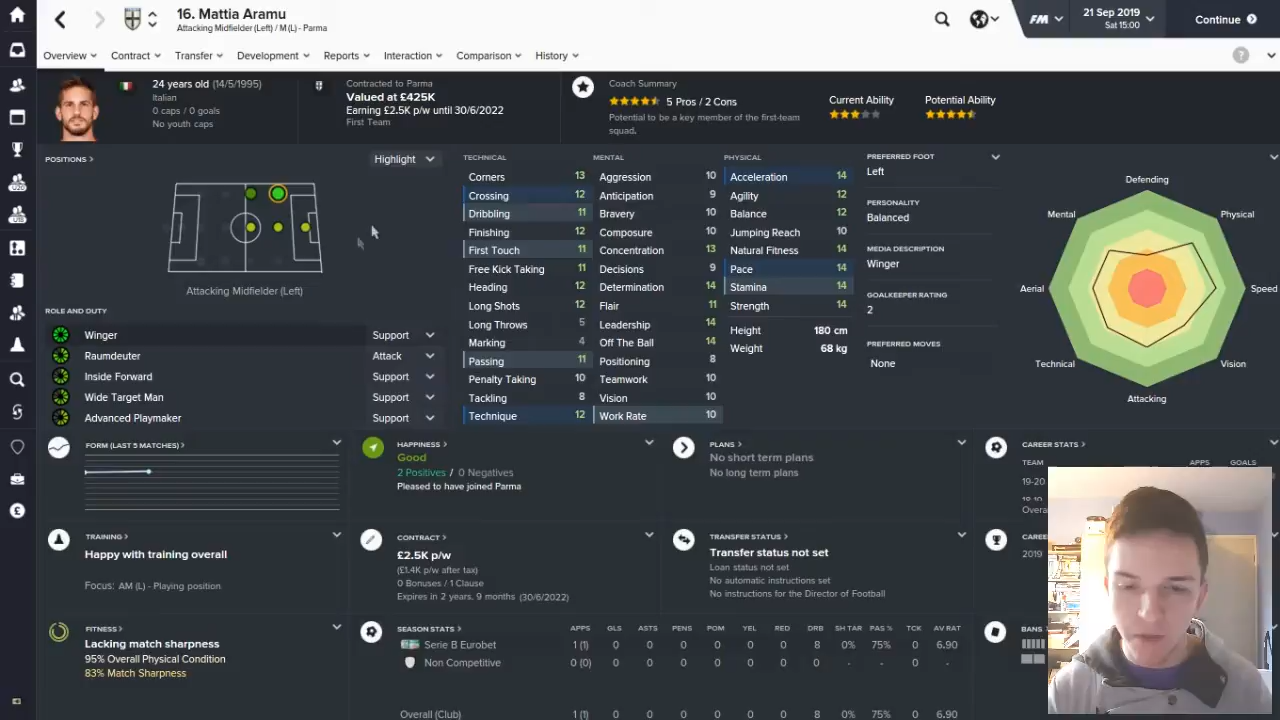 16. Mattia Aramu
Attacking Midfielder (Left) / M (L) - Parma
FM
21 Sep 2019
Sat 15:00
Continue
Overview
Contract
Transfer
Development
Reports
Interaction
Comparison
History
?
24 years old (14/5/1995)
Italian
0 caps / 0 goals
No youth caps
Contracted to Parma
Valued at £425K
Earning £2.5K p/w until 30/6/2022
First Team
Coach Summary
5 Pros / 2 Cons
Potential to be a key member of the first-team
squad.
Current Ability
Potential Ability
POSITIONS
Highlight
Attacking Midfielder (Left)
ROLE AND DUTY
Winger Support
Raumdeuter Attack
Inside Forward Support
Wide Target Man Support
Advanced Playmaker Support
TECHNICAL
Corners 13
Crossing 12
Dribbling 11
Finishing 12
First Touch 11
Free Kick Taking 11
Heading 12
Long Shots 12
Long Throws 5
Marking 4
Passing 11
Penalty Taking 10
Tackling 8
Technique 12
MENTAL
Aggression 10
Anticipation 9
Bravery 10
Composure 10
Concentration 13
Decisions 9
Determination 14
Flair 11
Leadership 14
Off The Ball 14
Positioning 8
Teamwork 10
Vision 10
Work Rate 10
PHYSICAL
Acceleration 14
Agility 12
Balance 12
Jumping Reach 10
Natural Fitness 14
Pace 14
Stamina 14
Strength 14
Height 180 cm
Weight 68 kg
PREFERRED FOOT
Left
PERSONALITY
Balanced
MEDIA DESCRIPTION
Winger
GOALKEEPER RATING
2
PREFERRED MOVES
None
Defending
Physical
Speed
Vision
Attacking
Technical
Aerial
Mental
FORM (LAST 5 MATCHES)
HAPPINESS
Good
2 Positives / 0 Negatives
Pleased to have joined Parma
PLANS
No short term plans
No long term plans
CAREER STATS
TEAM APPS GOALS
19-20
Overa
TRAINING
Happy with training overall
Focus: AM (L) - Playing position
CONTRACT
£2.5K p/w
(£1.4K p/w after tax)
0 Bonuses / 1 Clause
Expires in 2 years, 9 months (30/6/2022)
TRANSFER STATUS
Transfer status not set
Loan status not set
No automatic instructions set
No instructions for the Director of Football
CAREE
2019
FITNESS
Lacking match sharpness
95% Overall Physical Condition
83% Match Sharpness
SEASON STATS APPS GLS ASTS PENS POM YEL RED DRB SH TAR PAS % TCK AV RAT
Serie B Eurobet 1 (1) 0 0 0 0 0 0 8 0% 75% 0 6.90
Non Competitive 0 (0) 0 0 0 0 0 0 0 - - 0 -
Overall (Club) 1 (1) 0 0 0 0 0 0 8 0% 75% 0 6.90
BANS